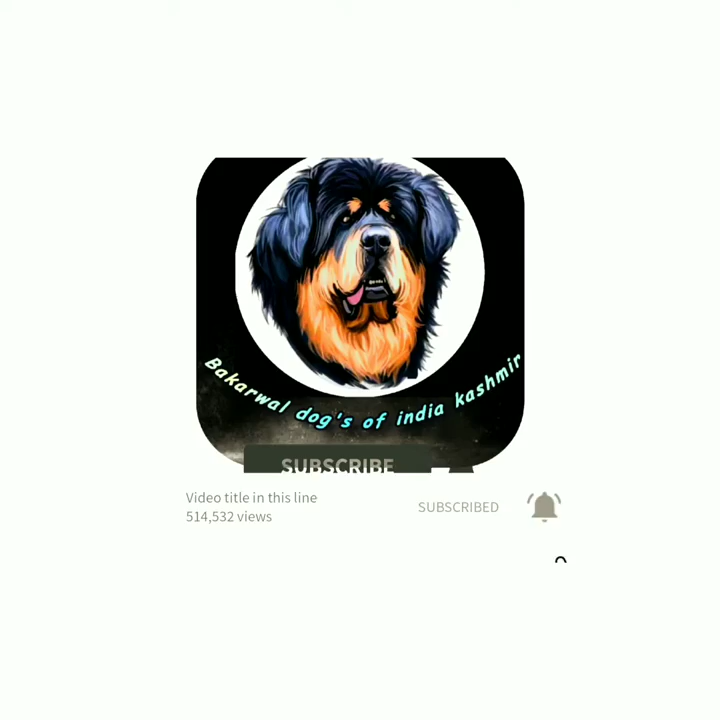 Bakarwal dog's of india kashmir
SUBSCRIBE
Video title in this line
514,532 views
SUBSCRIBED